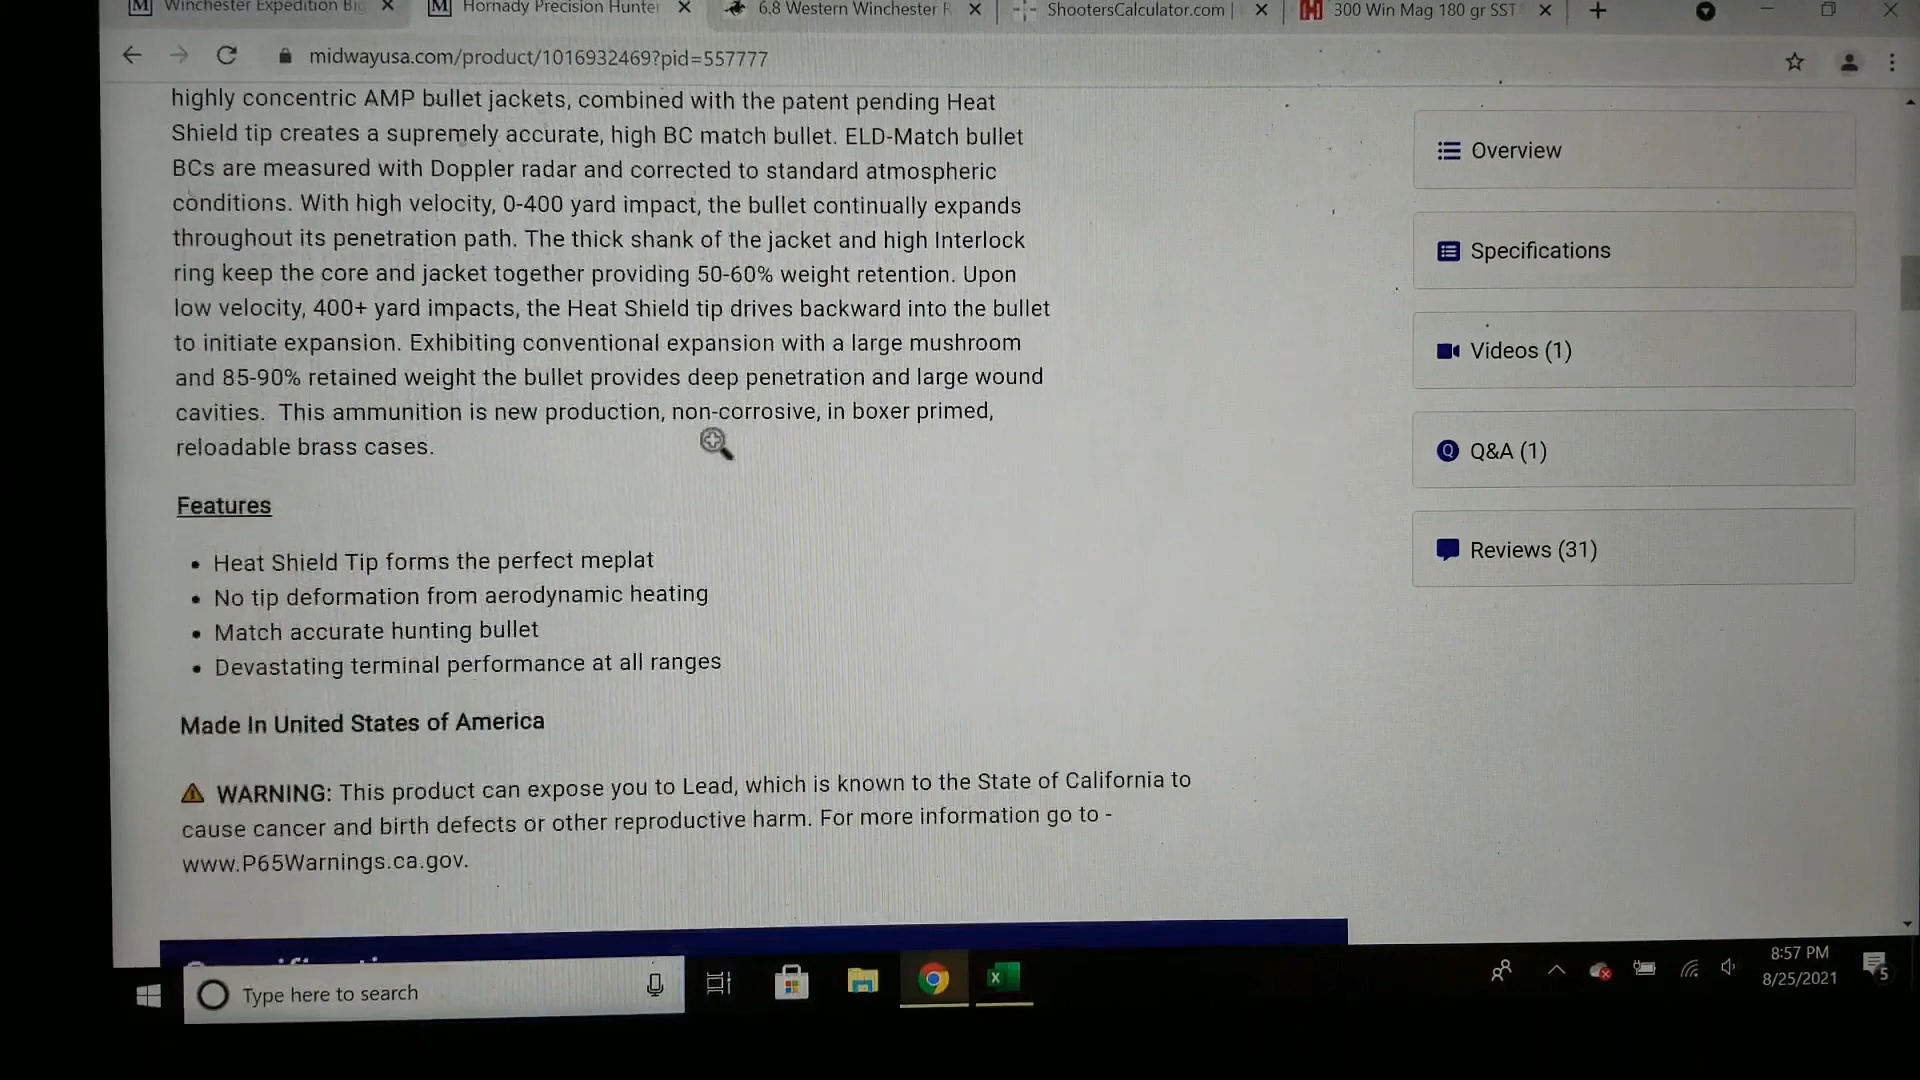 Winchester Expedition Big
Hornady Precision Hunter
6.8 Western Winchester R
ShootersCalculator.com |
300 Win Mag 180 gr SST
midwayusa.com/product/1016932469?pid=557777
highly concentric AMP bullet jackets, combined with the patent pending Heat
Shield tip creates a supremely accurate, high BC match bullet. ELD-Match bullet
BCs are measured with Doppler radar and corrected to standard atmospheric
conditions. With high velocity, 0-400 yard impact, the bullet continually expands
throughout its penetration path. The thick shank of the jacket and high Interlock
ring keep the core and jacket together providing 50-60% weight retention. Upon
low velocity, 400+ yard impacts, the Heat Shield tip drives backward into the bullet
to initiate expansion. Exhibiting conventional expansion with a large mushroom
and 85-90% retained weight the bullet provides deep penetration and large wound
cavities. This ammunition is new production, non-corrosive, in boxer primed,
reloadable brass cases.
Features
• Heat Shield Tip forms the perfect meplat
• No tip deformation from aerodynamic heating
• Match accurate hunting bullet
• Devastating terminal performance at all ranges
Made In United States of America
WARNING: This product can expose you to Lead, which is known to the State of California to
cause cancer and birth defects or other reproductive harm. For more information go to -
www.P65Warnings.ca.gov.
Overview
Specifications
Videos (1)
Q&A (1)
Reviews (31)
Type here to search
8:57 PM
8/25/2021
5